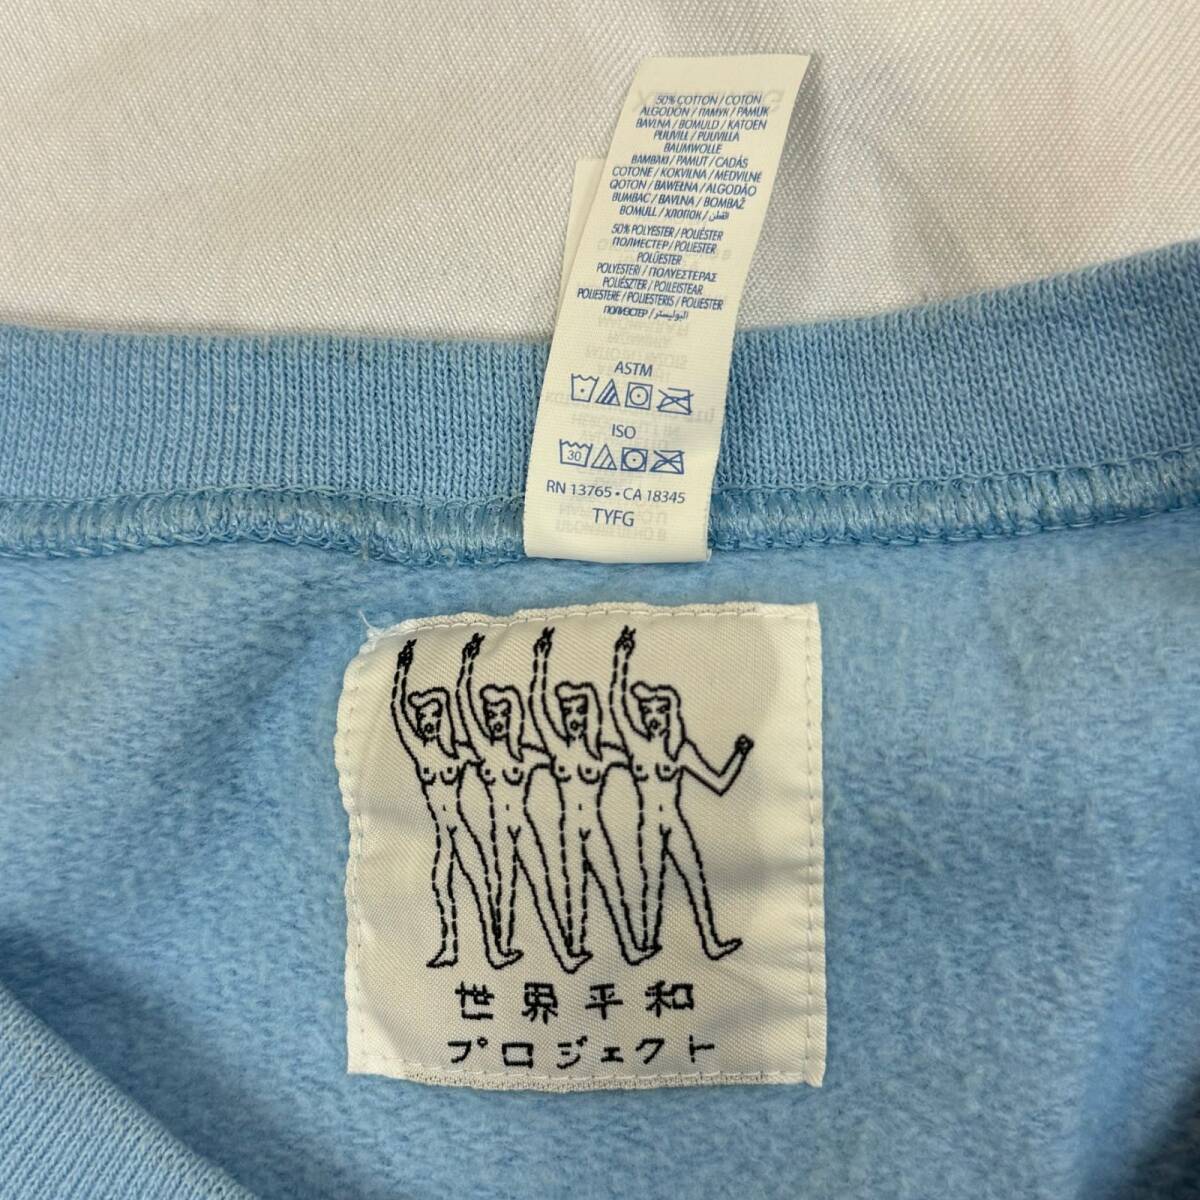 50% COTTON / COTON
ALGODÓN / ПАМУК / PAMUK
BAVLNA / BOMULD / KATOEN
PUUVILL / PUUVILLA
BAUMWOLLE
BAMBAKI / PAMUT / CADÁS
COTONE / KOKVILNA / MEDVILNĖ
QOTON / BAWEŁNA / ALGODÃO
BUMBAC / BAVLNA / BOMBAŽ
BOMULL / ХЛОПОК / القطن
50% POLYESTER / POLIÉSTER
ПОЛИЕСТЕР / POLIESTER
POLÜESTER
POLYESTERI / ΠΟΛΥΕΣΤΕΡΑΣ
POLIÉSZTER / POILEISTEAR
POLIESTERE / POLIESTERIS / POLIESTER
ПОЛИЭСТЕР / البوليستر
ASTM
ISO
30
RN 13765 • CA 18345
TYFG
世界平和
プロジェクト